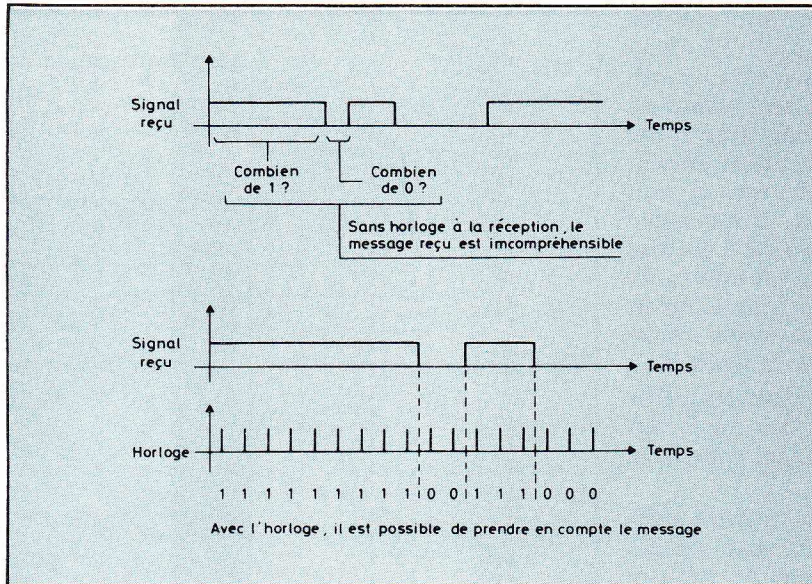 Signal
reçu
Temps
Combien
de 1 ?
Combien
de 0 ?
Sans horloge à la réception, le
message reçu est imcompréhensible
Signal
reçu
Temps
Horloge
Temps
1 1 1 1 1 1 1 1 1 0 0 1 1 1 0 0 0
Avec l'horloge, il est possible de prendre en compte le message